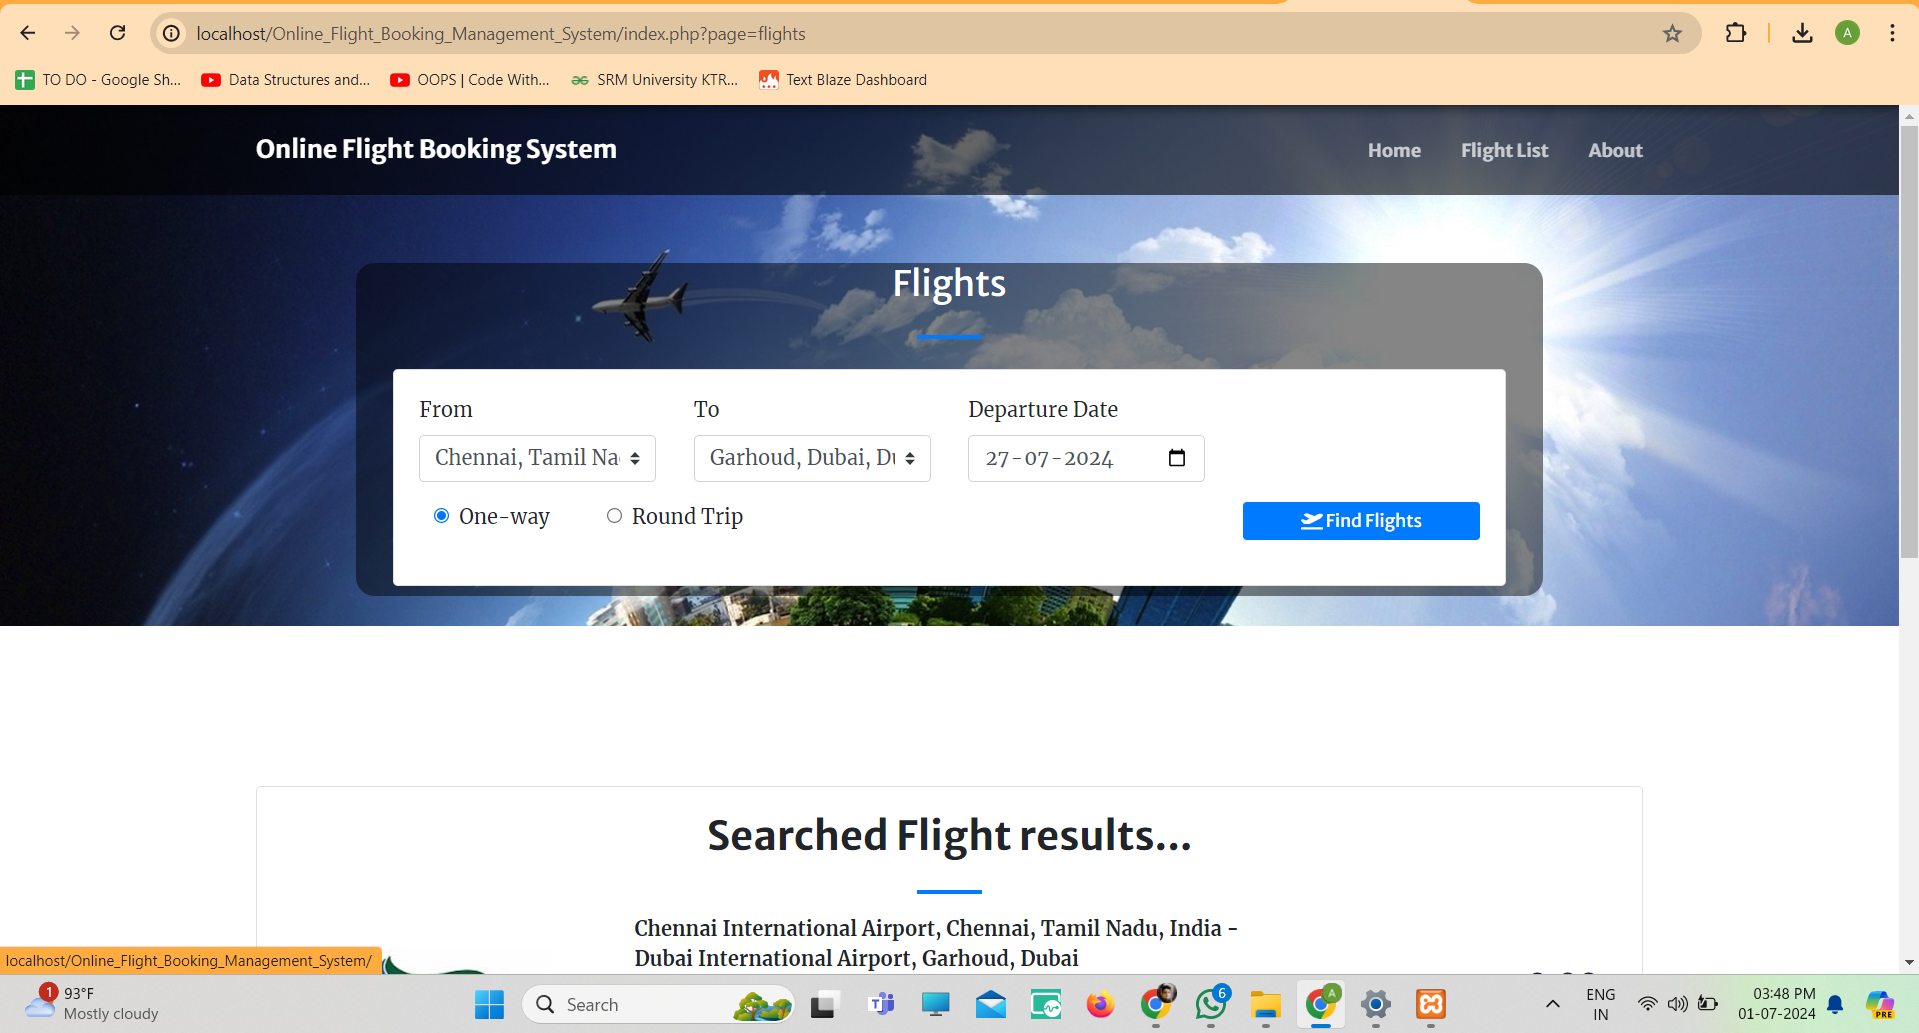 localhost/Online_Flight_Booking_Management_System/index.php?page=flights
A
TO DO - Google Sh...
Data Structures and...
OOPS | Code With...
SRM University KTR...
Text Blaze Dashboard
Online Flight Booking System
Home
Flight List
About
Flights
From
To
Departure Date
Chennai, Tamil Na
Garhoud, Dubai, Du
27-07-2024
One-way
Round Trip
Find Flights
Searched Flight results...
Chennai International Airport, Chennai, Tamil Nadu, India -
Dubai International Airport, Garhoud, Dubai
localhost/Online_Flight_Booking_Management_System/
1
93°F
Mostly cloudy
Search
6
A
ENG
IN
03:48 PM
01-07-2024
PRE